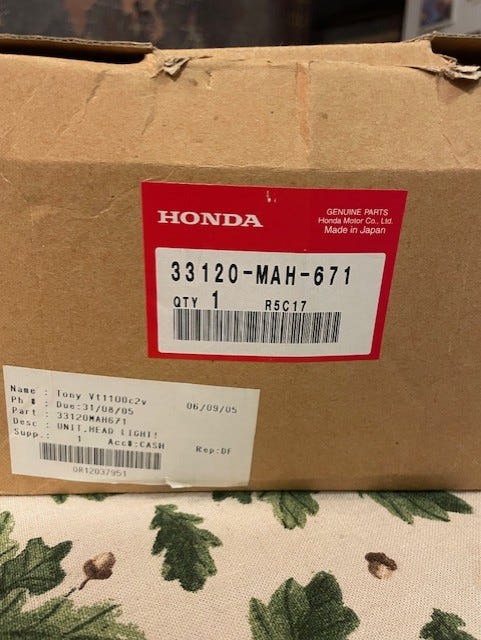 HONDA
GENUINE PARTS
Honda Motor Co., Ltd.
Made in Japan
33120-MAH-671
QTY 1 R5C17
Name : Tony Vt1100c2v 06/09/05
Ph # : Due:31/08/05
Part : 33120MAH671
Desc : UNIT,HEAD LIGHT!
Supp.: 1 Acc#:CASH Rep:DF
OR12037951